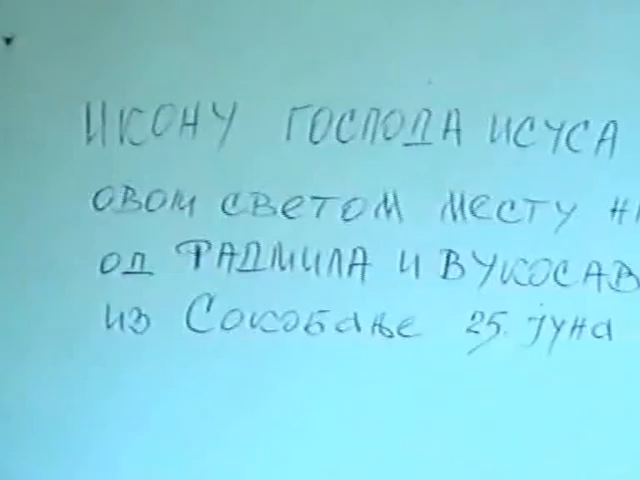 ИКОНУ ГОСПОДА ИСУСА
ОВОМ СВЕТОМ МЕСТУ
ОД РАДМИЛА И ВУКОСАВ
ИЗ Сокобање 25. јуна